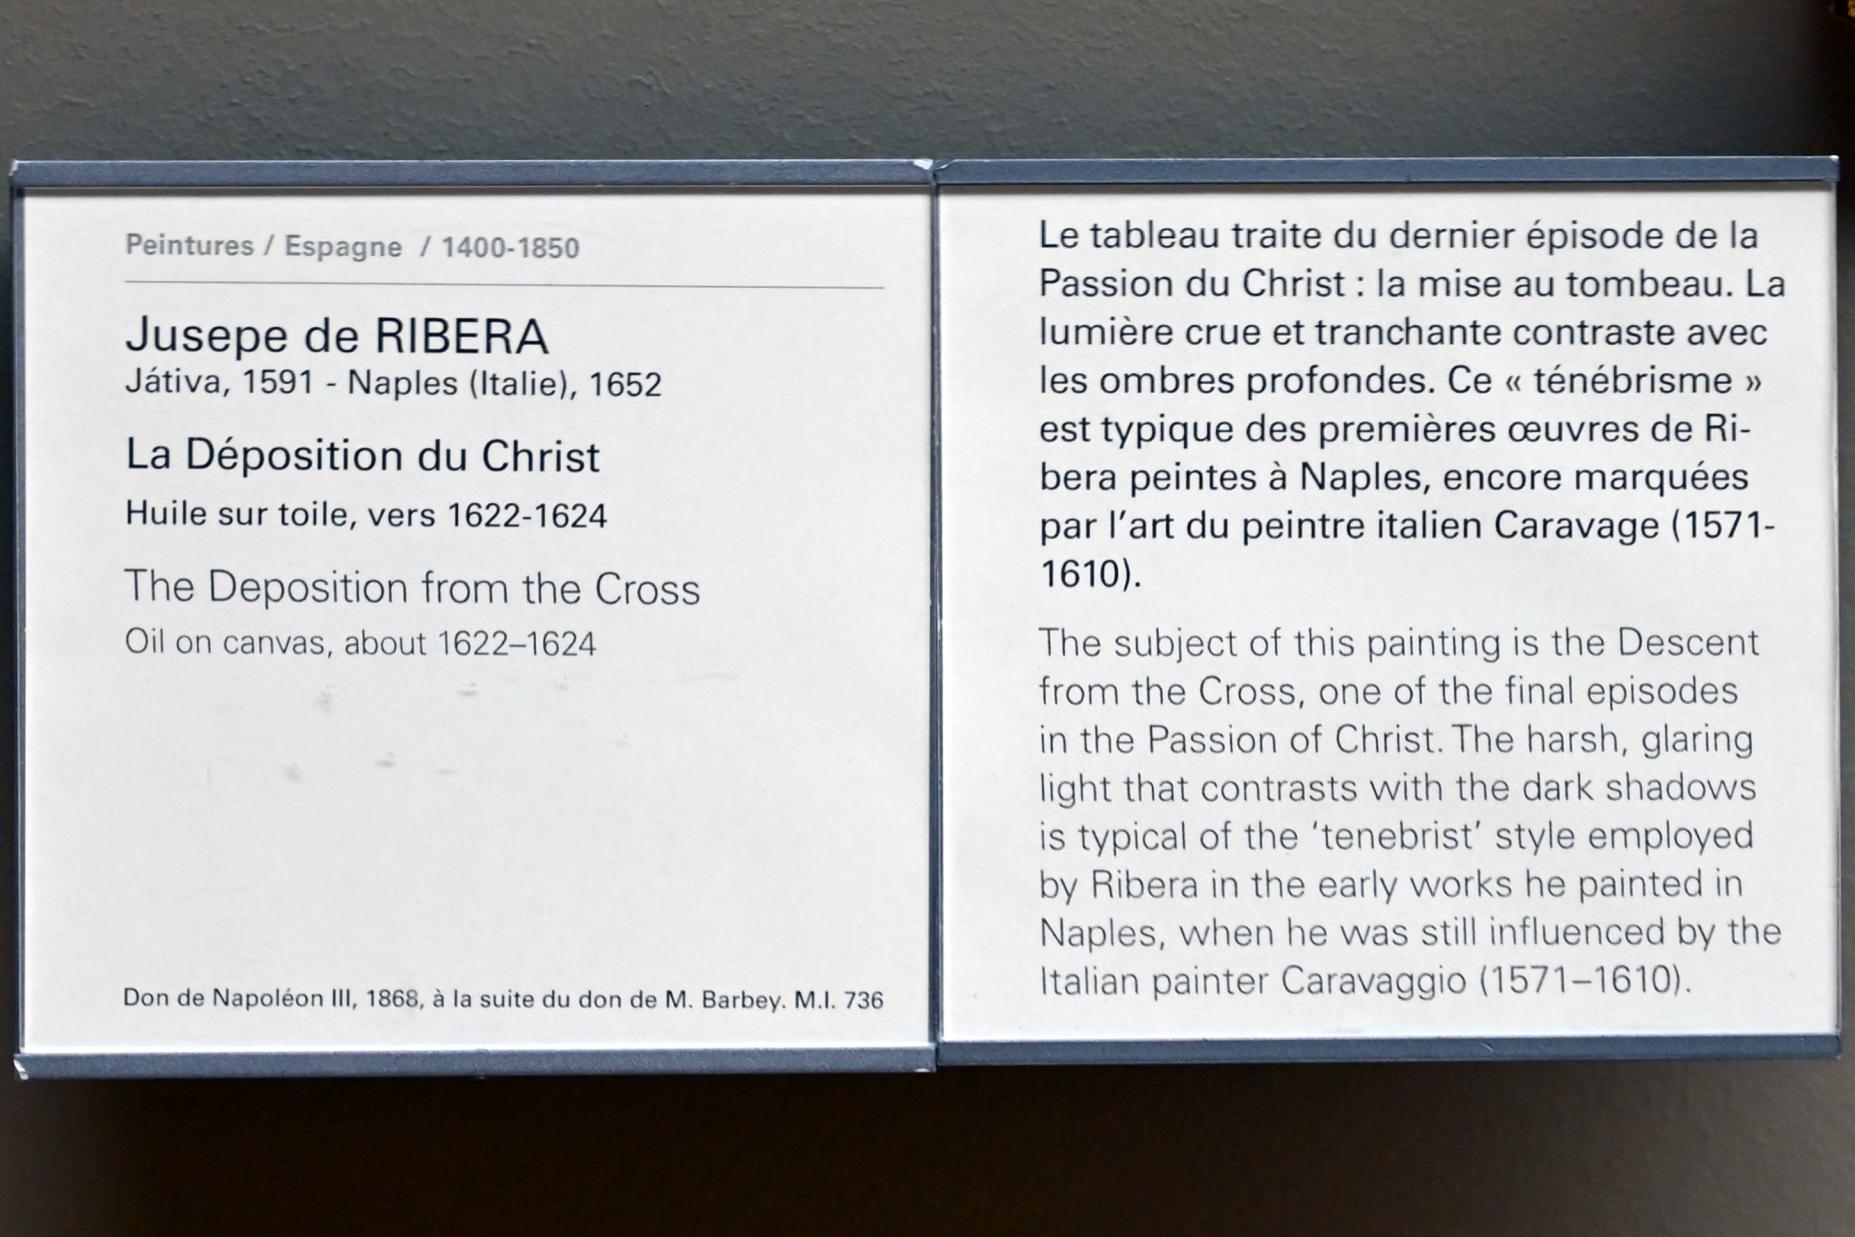 Peintures / Espagne / 1400-1850
Jusepe de RIBERA
Játiva, 1591 - Naples (Italie), 1652
La Déposition du Christ
Huile sur toile, vers 1622-1624
The Deposition from the Cross
Oil on canvas, about 1622–1624
Don de Napoléon III, 1868, à la suite du don de M. Barbey. M.I. 736
Le tableau traite du dernier épisode de la
Passion du Christ : la mise au tombeau. La
lumière crue et tranchante contraste avec
les ombres profondes. Ce « ténébrisme »
est typique des premières œuvres de Ri-
bera peintes à Naples, encore marquées
par l’art du peintre italien Caravage (1571-
1610).
The subject of this painting is the Descent
from the Cross, one of the final episodes
in the Passion of Christ. The harsh, glaring
light that contrasts with the dark shadows
is typical of the ‘tenebrist’ style employed
by Ribera in the early works he painted in
Naples, when he was still influenced by the
Italian painter Caravaggio (1571–1610).